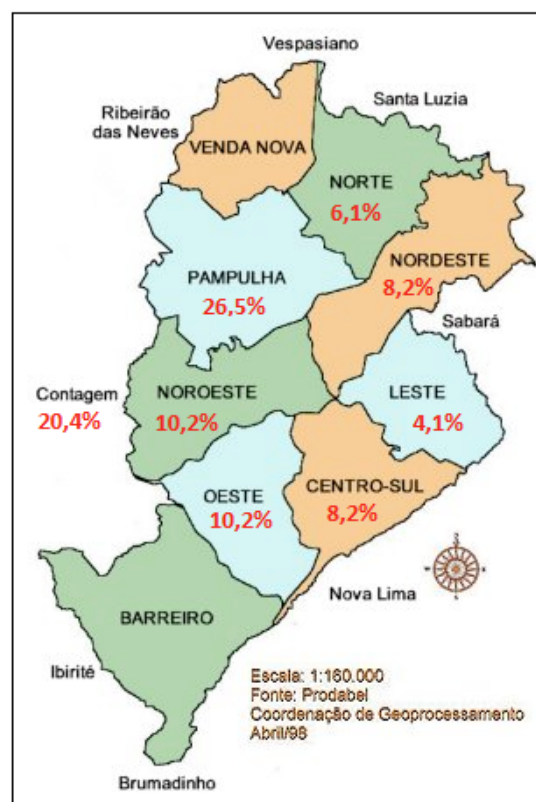 Vespasiano
Santa Luzia
Ribeirão
das Neves
VENDA NOVA
NORTE
6,1%
NORDESTE
8,2%
PAMPULHA
26,5%
Sabará
Contagem
20,4%
NOROESTE
10,2%
LESTE
4,1%
OESTE
10,2%
CENTRO-SUL
8,2%
Nova Lima
BARREIRO
Ibirité
Escala: 1:160.000
Fonte: Prodabel
Coordenação de Geoprocessamento
Abril/98
Brumadinho